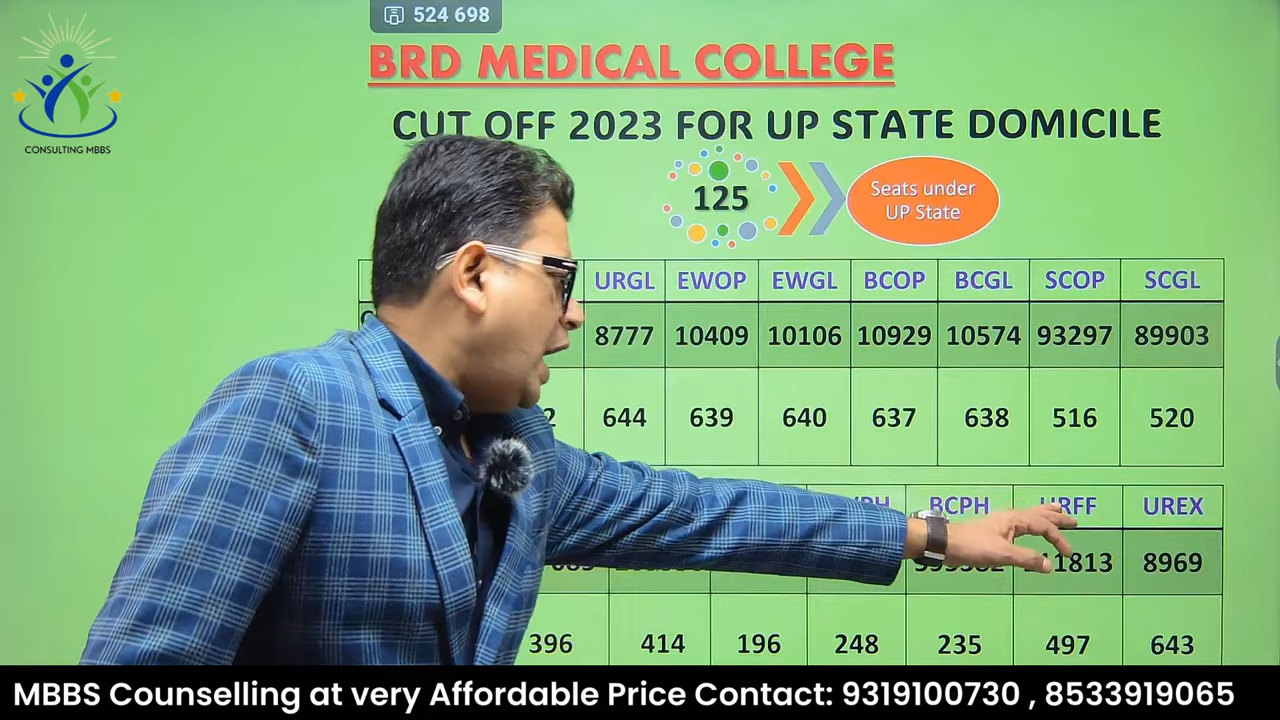 524 698
BRD MEDICAL COLLEGE
CUT OFF 2023 FOR UP STATE DOMICILE
CONSULTING MBBS
125
Seats under
UP State
URGL EWOP EWGL BCOP BCGL SCOP SCGL
8777 10409 10106 10929 10574 93297 89903
644 639 640 637 638 516 520
BCPH URFF UREX
8969
396 414 196 248 235 497 643
MBBS Counselling at very Affordable Price Contact: 9319100730 , 8533919065